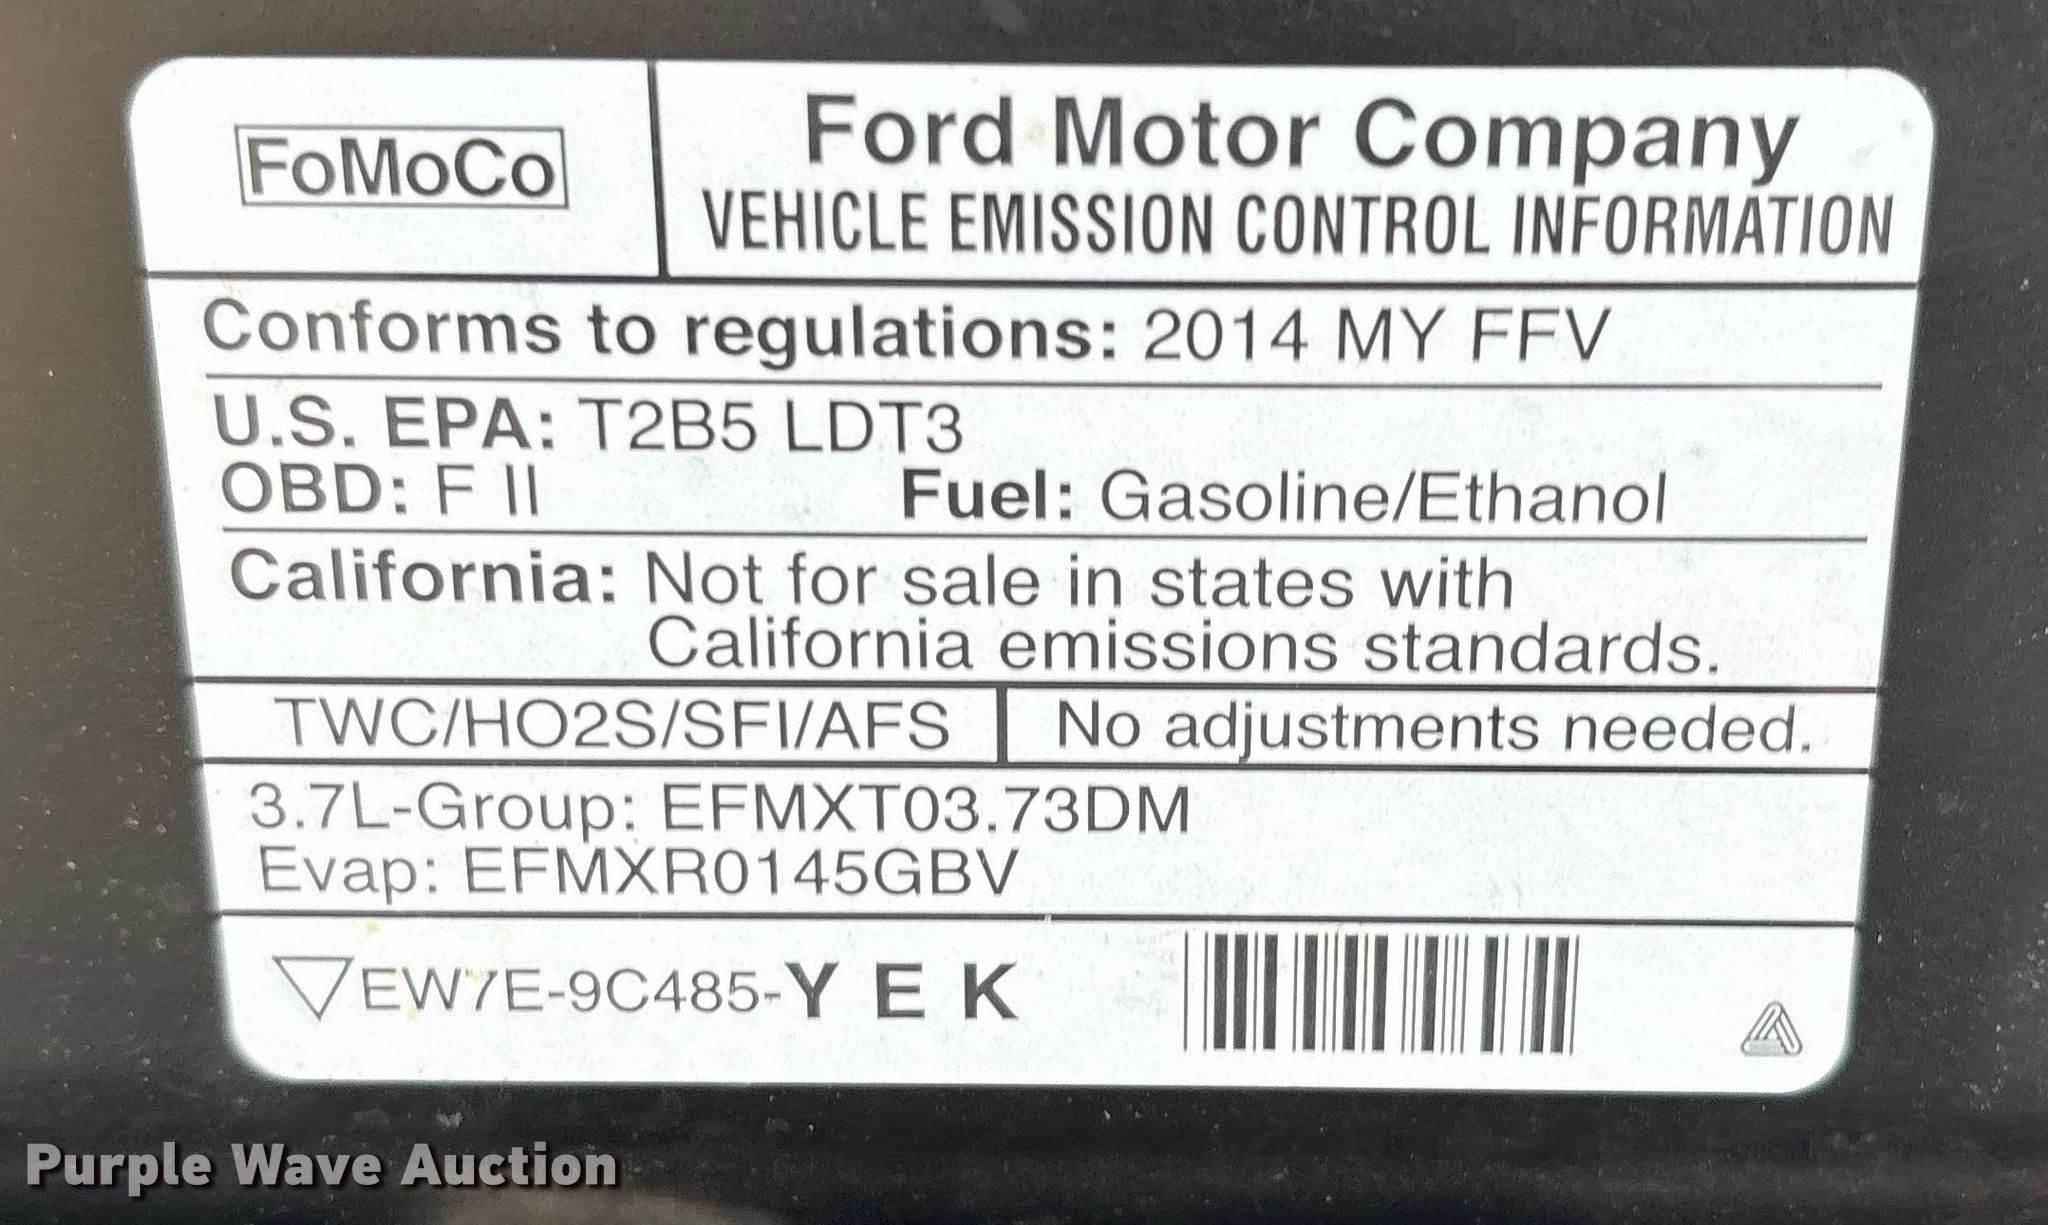 FoMoCo
Ford Motor Company
VEHICLE EMISSION CONTROL INFORMATION
Conforms to regulations: 2014 MY FFV
U.S. EPA: T2B5 LDT3
OBD: F II Fuel: Gasoline/Ethanol
California: Not for sale in states with
California emissions standards.
TWC/HO2S/SFI/AFS No adjustments needed.
3.7L-Group: EFMXT03.73DM
Evap: EFMXR0145GBV
EW7E-9C485-Y E K
Purple Wave Auction